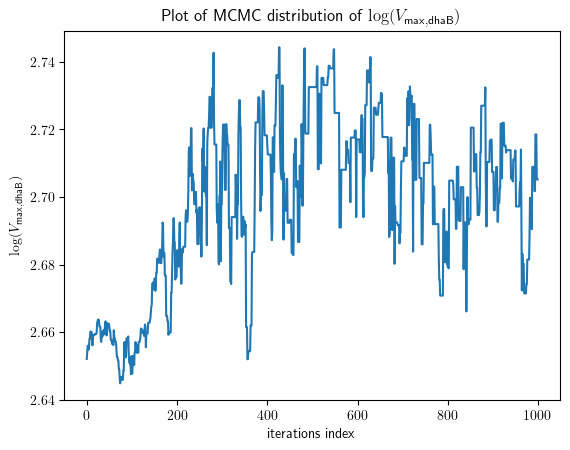 Plot of MCMC distribution of log(V_max,dhaB)
log(V_max,dhaB)
2.74
2.72
2.70
2.68
2.66
2.64
0 200 400 600 800 1000
iterations index